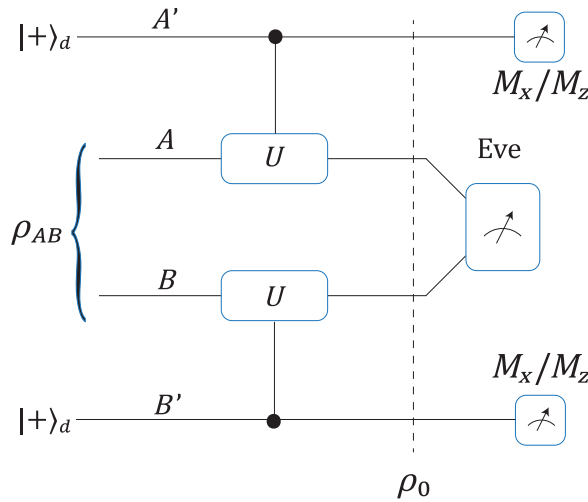 |+⟩_d A'
M_x/M_z
A U Eve
ρ_AB
B U
M_x/M_z
|+⟩_d B'
ρ_0